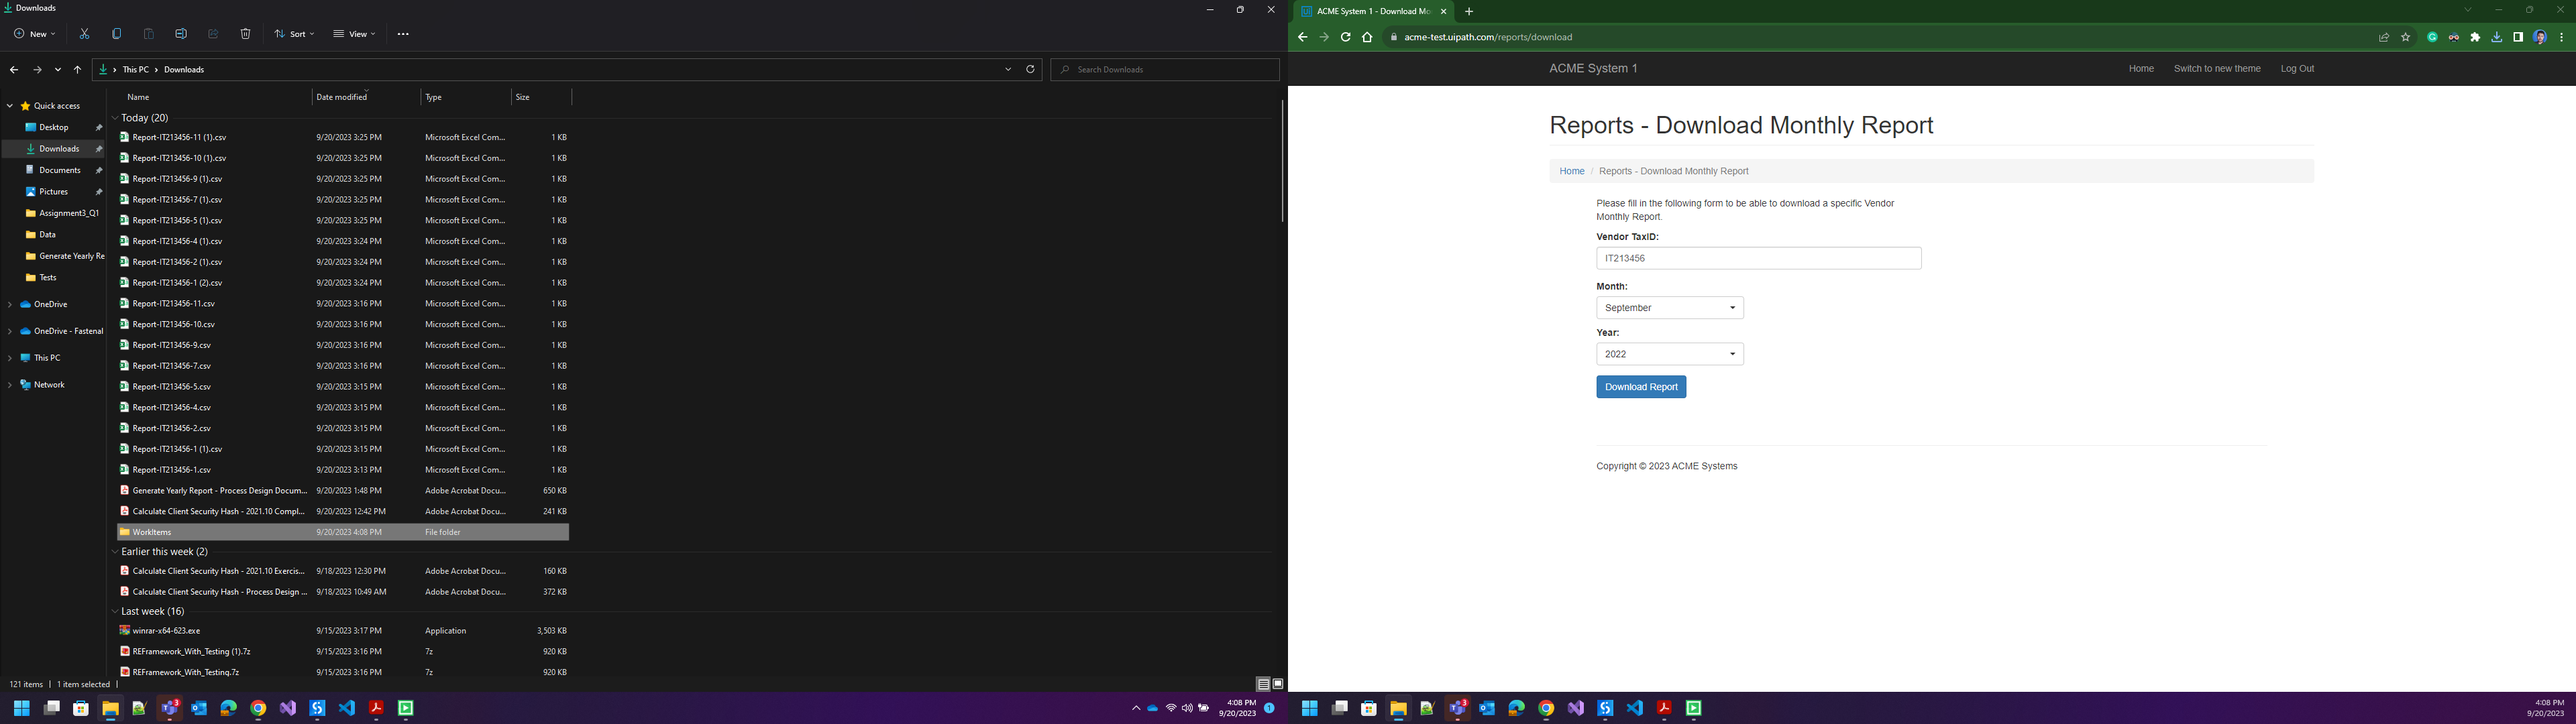 Downloads
New
Sort
View
This PC > Downloads
Search Downloads
Quick access
Desktop
Downloads
Documents
Pictures
Assignment3_Q1
Data
Generate Yearly Re
Tests
OneDrive
OneDrive - Fastenal
This PC
Network
Name Date modified Type Size
Today (20)
Report-IT213456-11 (1).csv 9/20/2023 3:25 PM Microsoft Excel Com... 1 KB
Report-IT213456-10 (1).csv 9/20/2023 3:25 PM Microsoft Excel Com... 1 KB
Report-IT213456-9 (1).csv 9/20/2023 3:25 PM Microsoft Excel Com... 1 KB
Report-IT213456-7 (1).csv 9/20/2023 3:25 PM Microsoft Excel Com... 1 KB
Report-IT213456-5 (1).csv 9/20/2023 3:25 PM Microsoft Excel Com... 1 KB
Report-IT213456-4 (1).csv 9/20/2023 3:24 PM Microsoft Excel Com... 1 KB
Report-IT213456-2 (1).csv 9/20/2023 3:24 PM Microsoft Excel Com... 1 KB
Report-IT213456-1 (2).csv 9/20/2023 3:24 PM Microsoft Excel Com... 1 KB
Report-IT213456-11.csv 9/20/2023 3:16 PM Microsoft Excel Com... 1 KB
Report-IT213456-10.csv 9/20/2023 3:16 PM Microsoft Excel Com... 1 KB
Report-IT213456-9.csv 9/20/2023 3:16 PM Microsoft Excel Com... 1 KB
Report-IT213456-7.csv 9/20/2023 3:16 PM Microsoft Excel Com... 1 KB
Report-IT213456-5.csv 9/20/2023 3:15 PM Microsoft Excel Com... 1 KB
Report-IT213456-4.csv 9/20/2023 3:15 PM Microsoft Excel Com... 1 KB
Report-IT213456-2.csv 9/20/2023 3:15 PM Microsoft Excel Com... 1 KB
Report-IT213456-1 (1).csv 9/20/2023 3:15 PM Microsoft Excel Com... 1 KB
Report-IT213456-1.csv 9/20/2023 3:13 PM Microsoft Excel Com... 1 KB
Generate Yearly Report - Process Design Docum... 9/20/2023 1:48 PM Adobe Acrobat Docu... 650 KB
Calculate Client Security Hash - 2021.10 Compl... 9/20/2023 12:42 PM Adobe Acrobat Docu... 241 KB
WorkItems 9/20/2023 4:08 PM File folder
Earlier this week (2)
Calculate Client Security Hash - 2021.10 Exercis... 9/18/2023 12:30 PM Adobe Acrobat Docu... 160 KB
Calculate Client Security Hash - Process Design ... 9/18/2023 10:49 AM Adobe Acrobat Docu... 372 KB
Last week (16)
winrar-x64-623.exe 9/15/2023 3:17 PM Application 3,503 KB
REFramework_With_Testing (1).7z 9/15/2023 3:16 PM 7z 920 KB
REFramework_With_Testing.7z 9/15/2023 3:16 PM 7z 920 KB
121 items | 1 item selected |
3
4:08 PM
9/20/2023
1
ACME System 1 - Download Mo
acme-test.uipath.com/reports/download
ACME System 1 Home Switch to new theme Log Out
Reports - Download Monthly Report
Home / Reports - Download Monthly Report
Please fill in the following form to be able to download a specific Vendor
Monthly Report.
Vendor TaxID:
IT213456
Month:
September
Year:
2022
Download Report
Copyright © 2023 ACME Systems
3
4:08 PM
9/20/2023